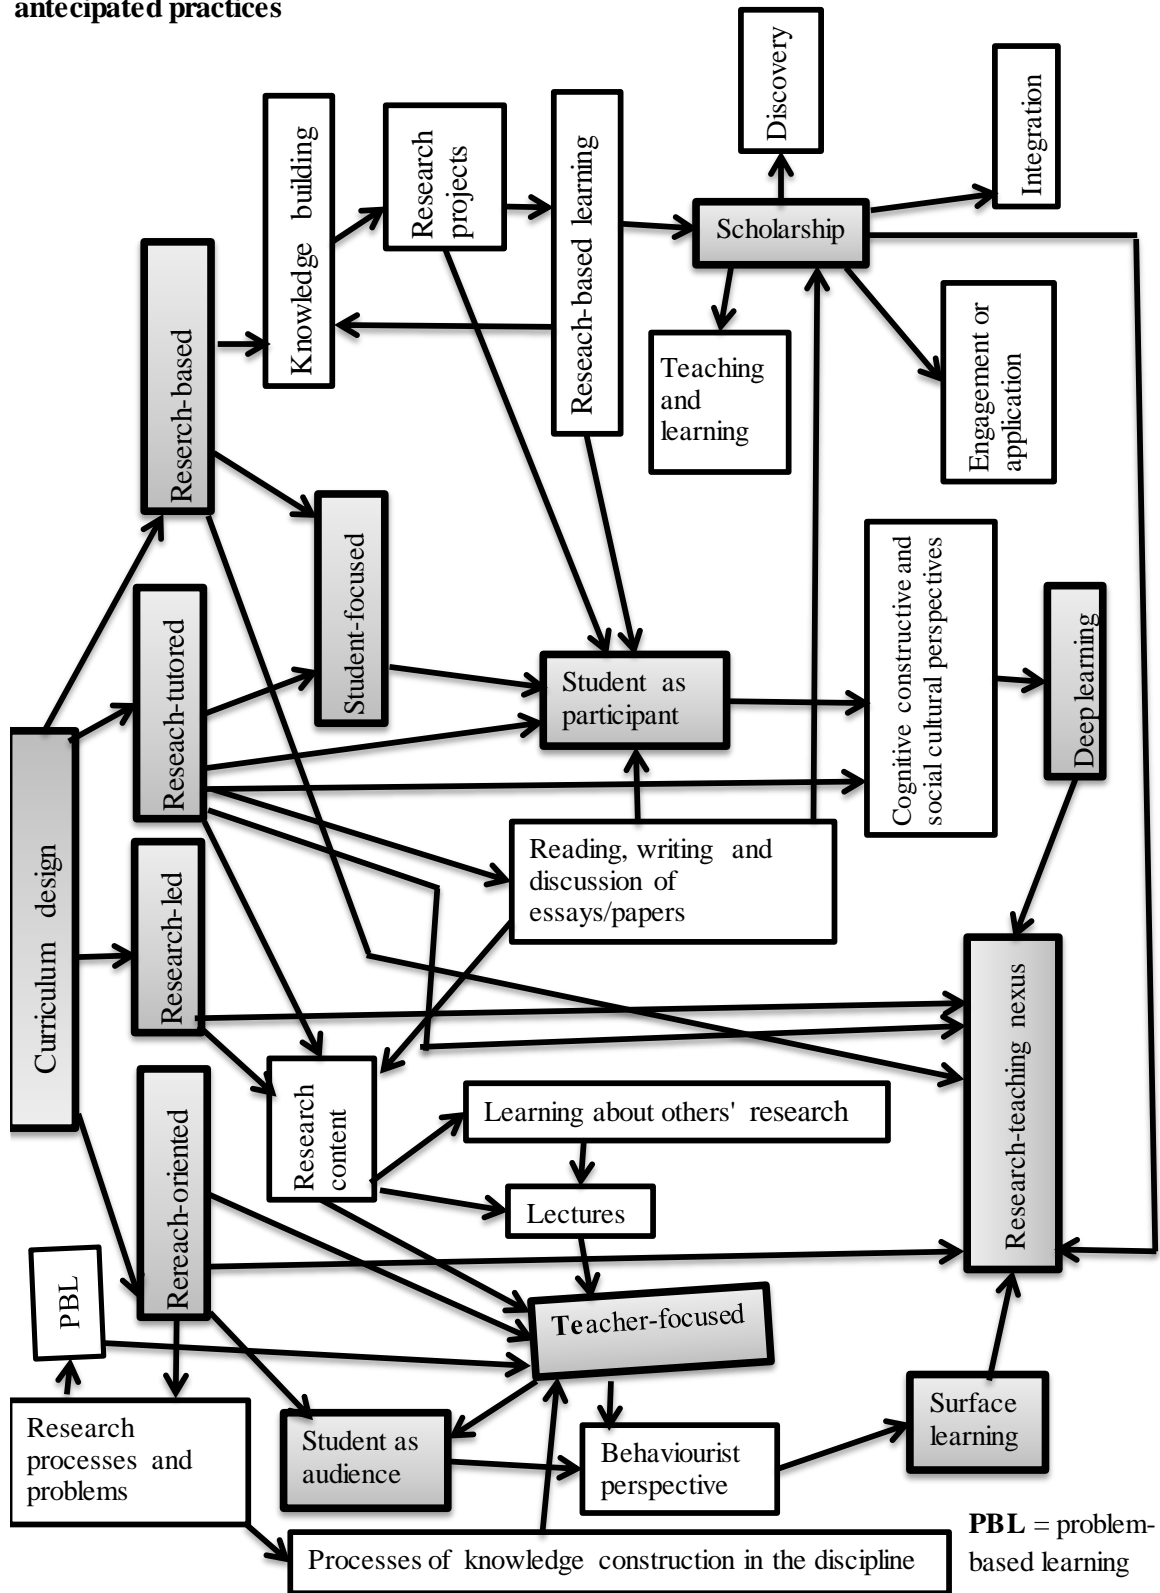 antecipated practices
Discovery
Integration
Knowledge building
Research
projects
Reseach-based learning
Scholarship
Reserch-based
Teaching
and
learning
Engagement or
application
Student-focused
Cognitive constructive and
social cultural perspectives
Deep learning
Reseach-tutored
Student as
participant
Curriculum design
Research-led
Reading, writing and
discussion of
essays/papers
Research-teaching nexus
Research
content
Learning about others' research
Rereach-oriented
Lectures
PBL
Teacher-focused
Research
processes and
problems
Student as
audience
Behaviourist
perspective
Surface
learning
PBL = problem-
based learning
Processes of knowledge construction in the discipline